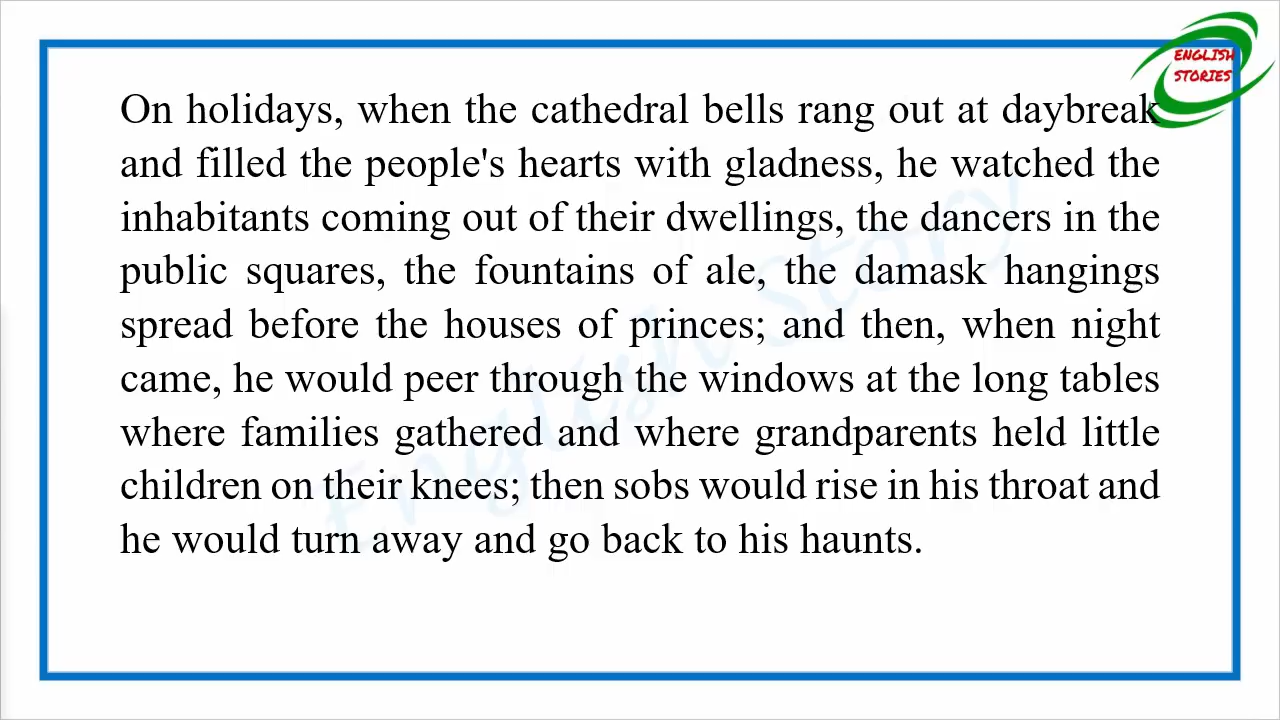 ENGLISH
STORIES
On holidays, when the cathedral bells rang out at daybreak
and filled the people's hearts with gladness, he watched the
inhabitants coming out of their dwellings, the dancers in the
public squares, the fountains of ale, the damask hangings
spread before the houses of princes; and then, when night
came, he would peer through the windows at the long tables
where families gathered and where grandparents held little
children on their knees; then sobs would rise in his throat and
he would turn away and go back to his haunts.
English Story